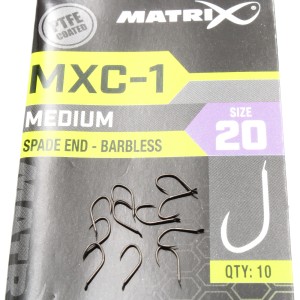 PTFE
COATED
MATRIX
MXC-1
MEDIUM
SPADE END - BARBLESS
SIZE
20
QTY: 10